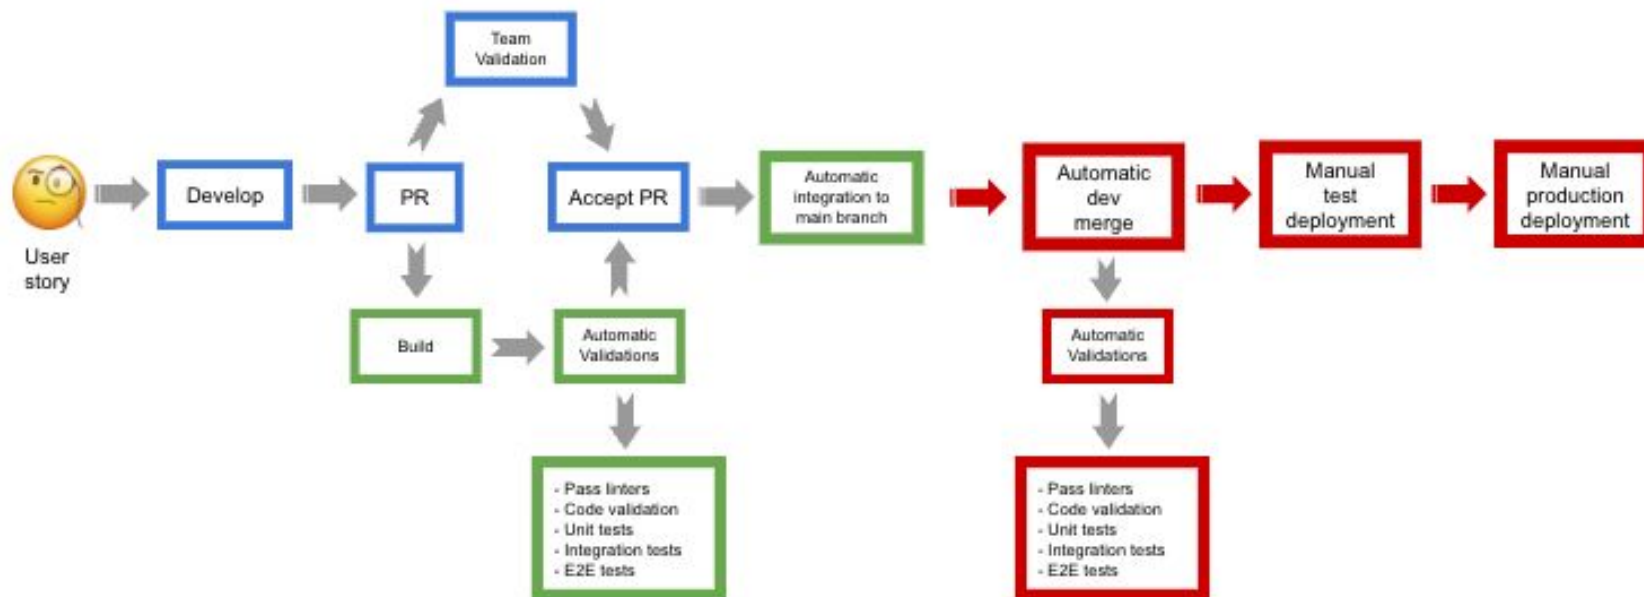 Team
Validation
User
story
Develop
PR
Accept PR
Automatic
integration to
main branch
Automatic
dev
merge
Manual
test
deployment
Manual
production
deployment
Build
Automatic
Validations
Automatic
Validations
- Pass linters
- Code validation
- Unit tests
- Integration tests
- E2E tests
- Pass linters
- Code validation
- Unit tests
- Integration tests
- E2E tests